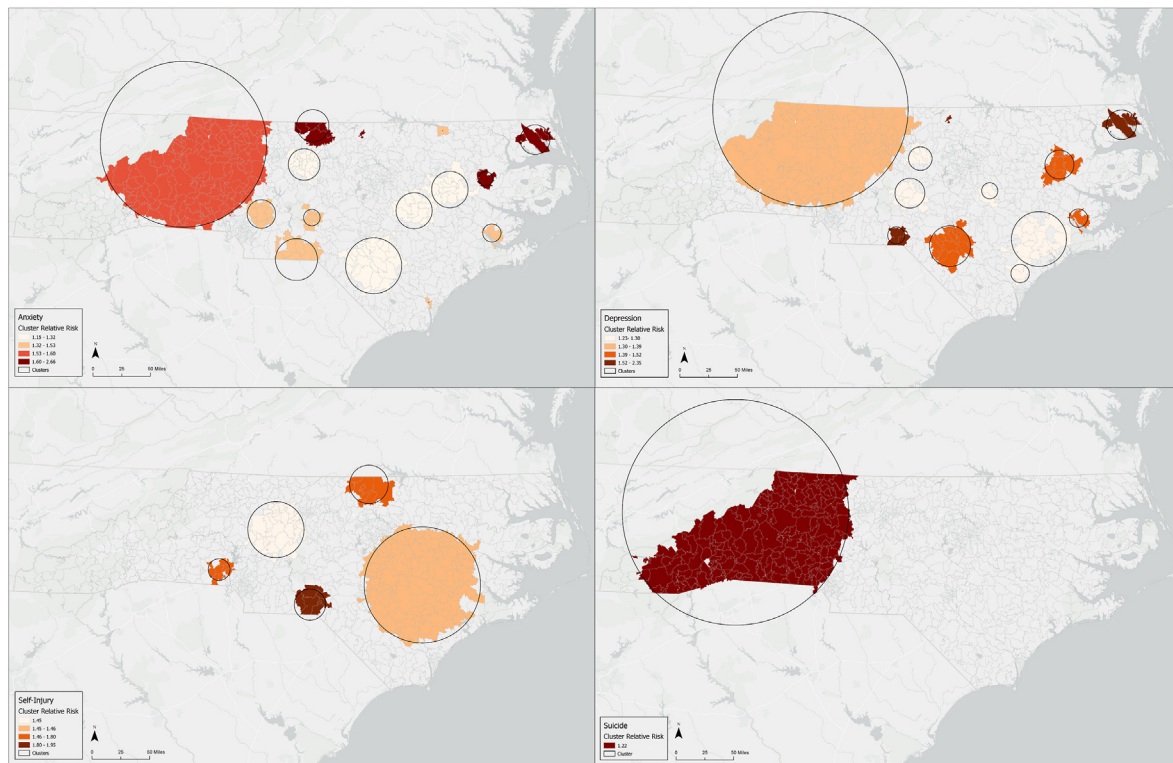 Anxiety
Cluster Relative Risk
1.15 - 1.32
1.32 - 1.53
1.53 - 1.60
1.60 - 2.66
Clusters
N
0 25 50 Miles
Depression
Cluster Relative Risk
1.23- 1.30
1.30 - 1.39
1.39 - 1.52
1.52 - 2.35
Clusters
N
0 25 50 Miles
Self-Injury
Cluster Relative Risk
1.45
1.45 - 1.46
1.46 - 1.80
1.80 - 1.95
Clusters
N
0 25 50 Miles
Suicide
Cluster Relative Risk
1.22
Cluster
N
0 25 50 Miles